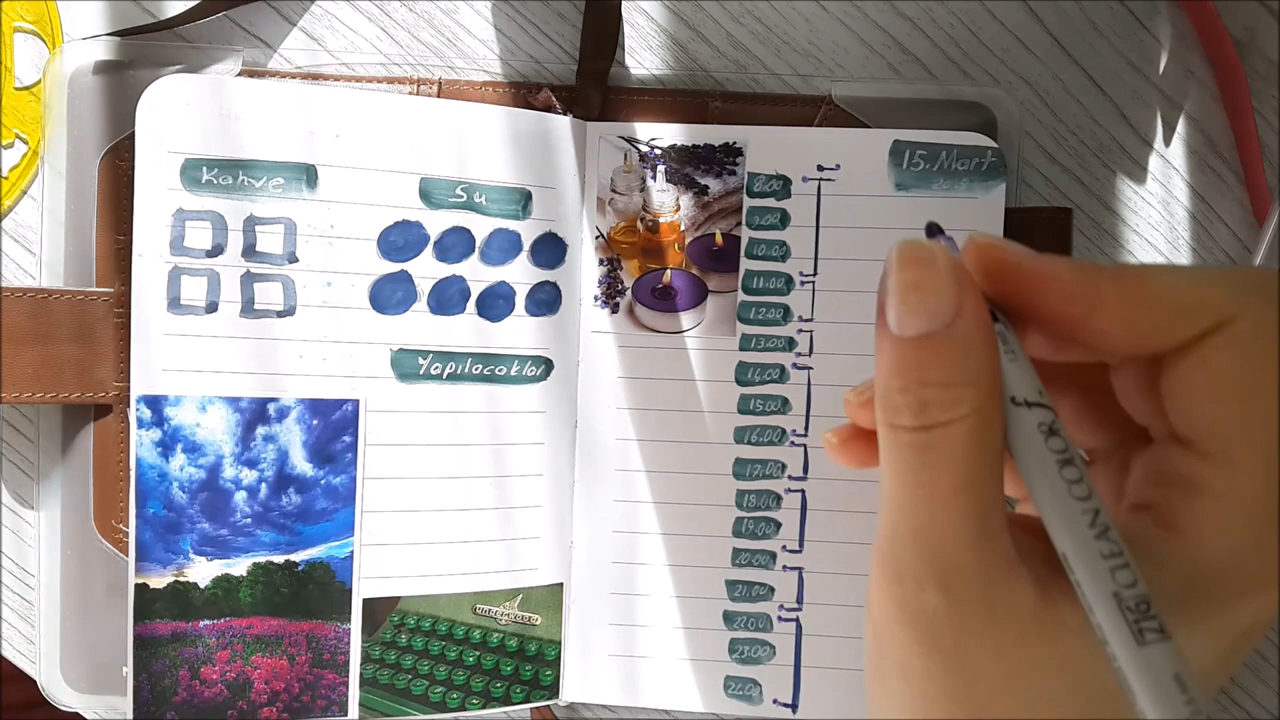 Kahve
Su
Yapılacaklar
underwood
15.Mart
8.00
9.00
10.00
11.00
12.00
13.00
14.00
15.00
16.00
17.00
18.00
19.00
20.00
21.00
22.00
23.00
24.00
ZIG CLEAN COLOR f